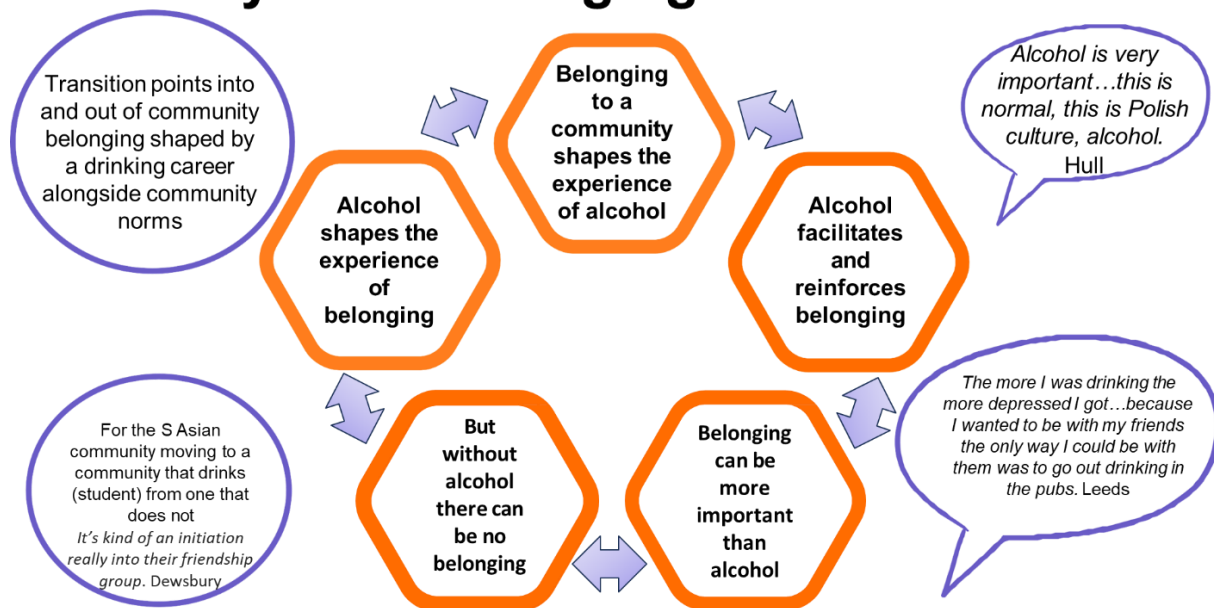 Transition points into
and out of community
belonging shaped by
a drinking career
alongside community
norms
Belonging
to a
community
shapes the
experience
of alcohol
Alcohol is very
important…this is
normal, this is Polish
culture, alcohol.
Hull
Alcohol
shapes the
experience
of
belonging
Alcohol
facilitates
and
reinforces
belonging
For the S Asian
community moving to a
community that drinks
(student) from one that
does not
It's kind of an initiation
really into their friendship
group. Dewsbury
But
without
alcohol
there can
be no
belonging
Belonging
can be
more
important
than
alcohol
The more I was drinking the
more depressed I got…because
I wanted to be with my friends
the only way I could be with
them was to go out drinking in
the pubs. Leeds